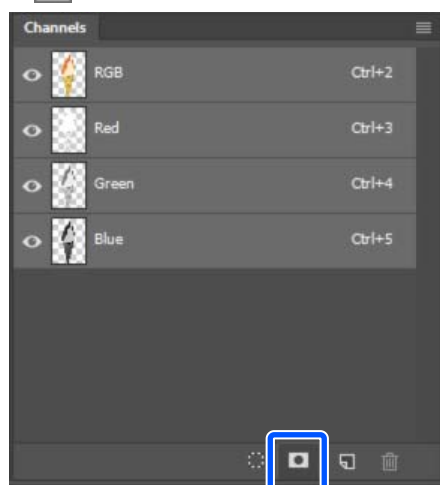 Channels
RGB Ctrl+2
Red Ctrl+3
Green Ctrl+4
Blue Ctrl+5